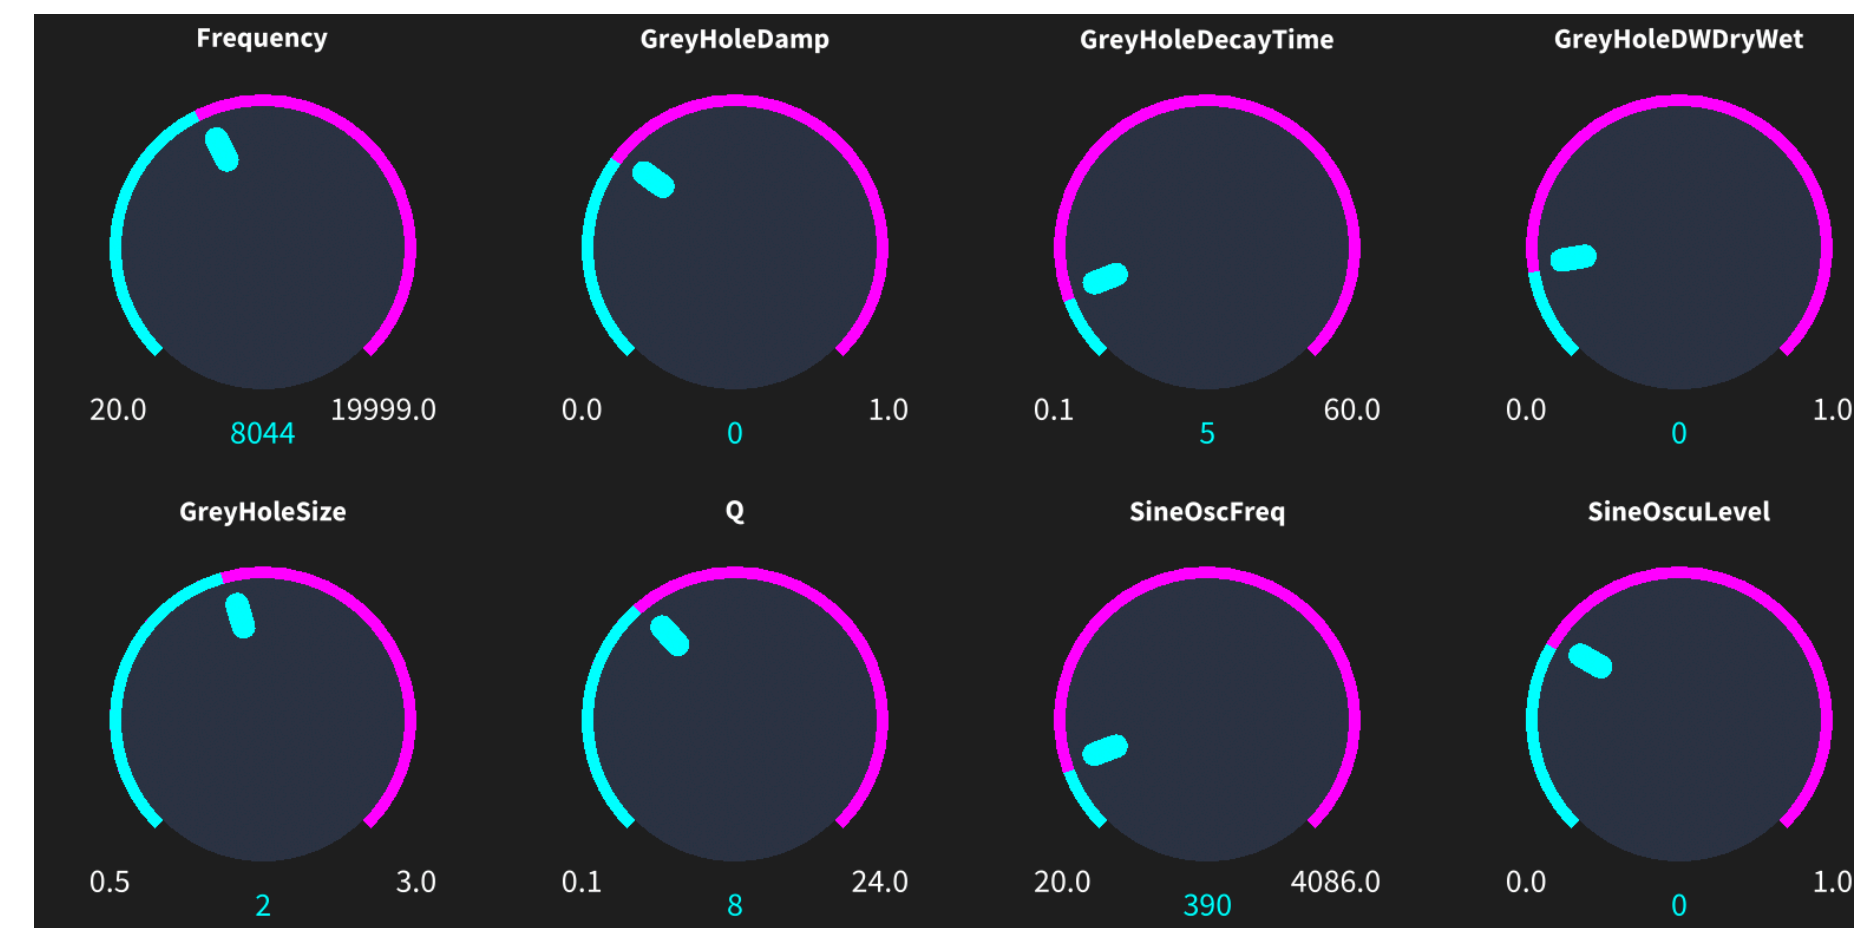 Frequency GreyHoleDamp GreyHoleDecayTime GreyHoleDWDryWet
20.0 19999.0 0.0 1.0 0.1 60.0 0.0 1.0
8044 0 5 0
GreyHoleSize Q SineOscFreq SineOscuLevel
0.5 3.0 0.1 24.0 20.0 4086.0 0.0 1.0
2 8 390 0